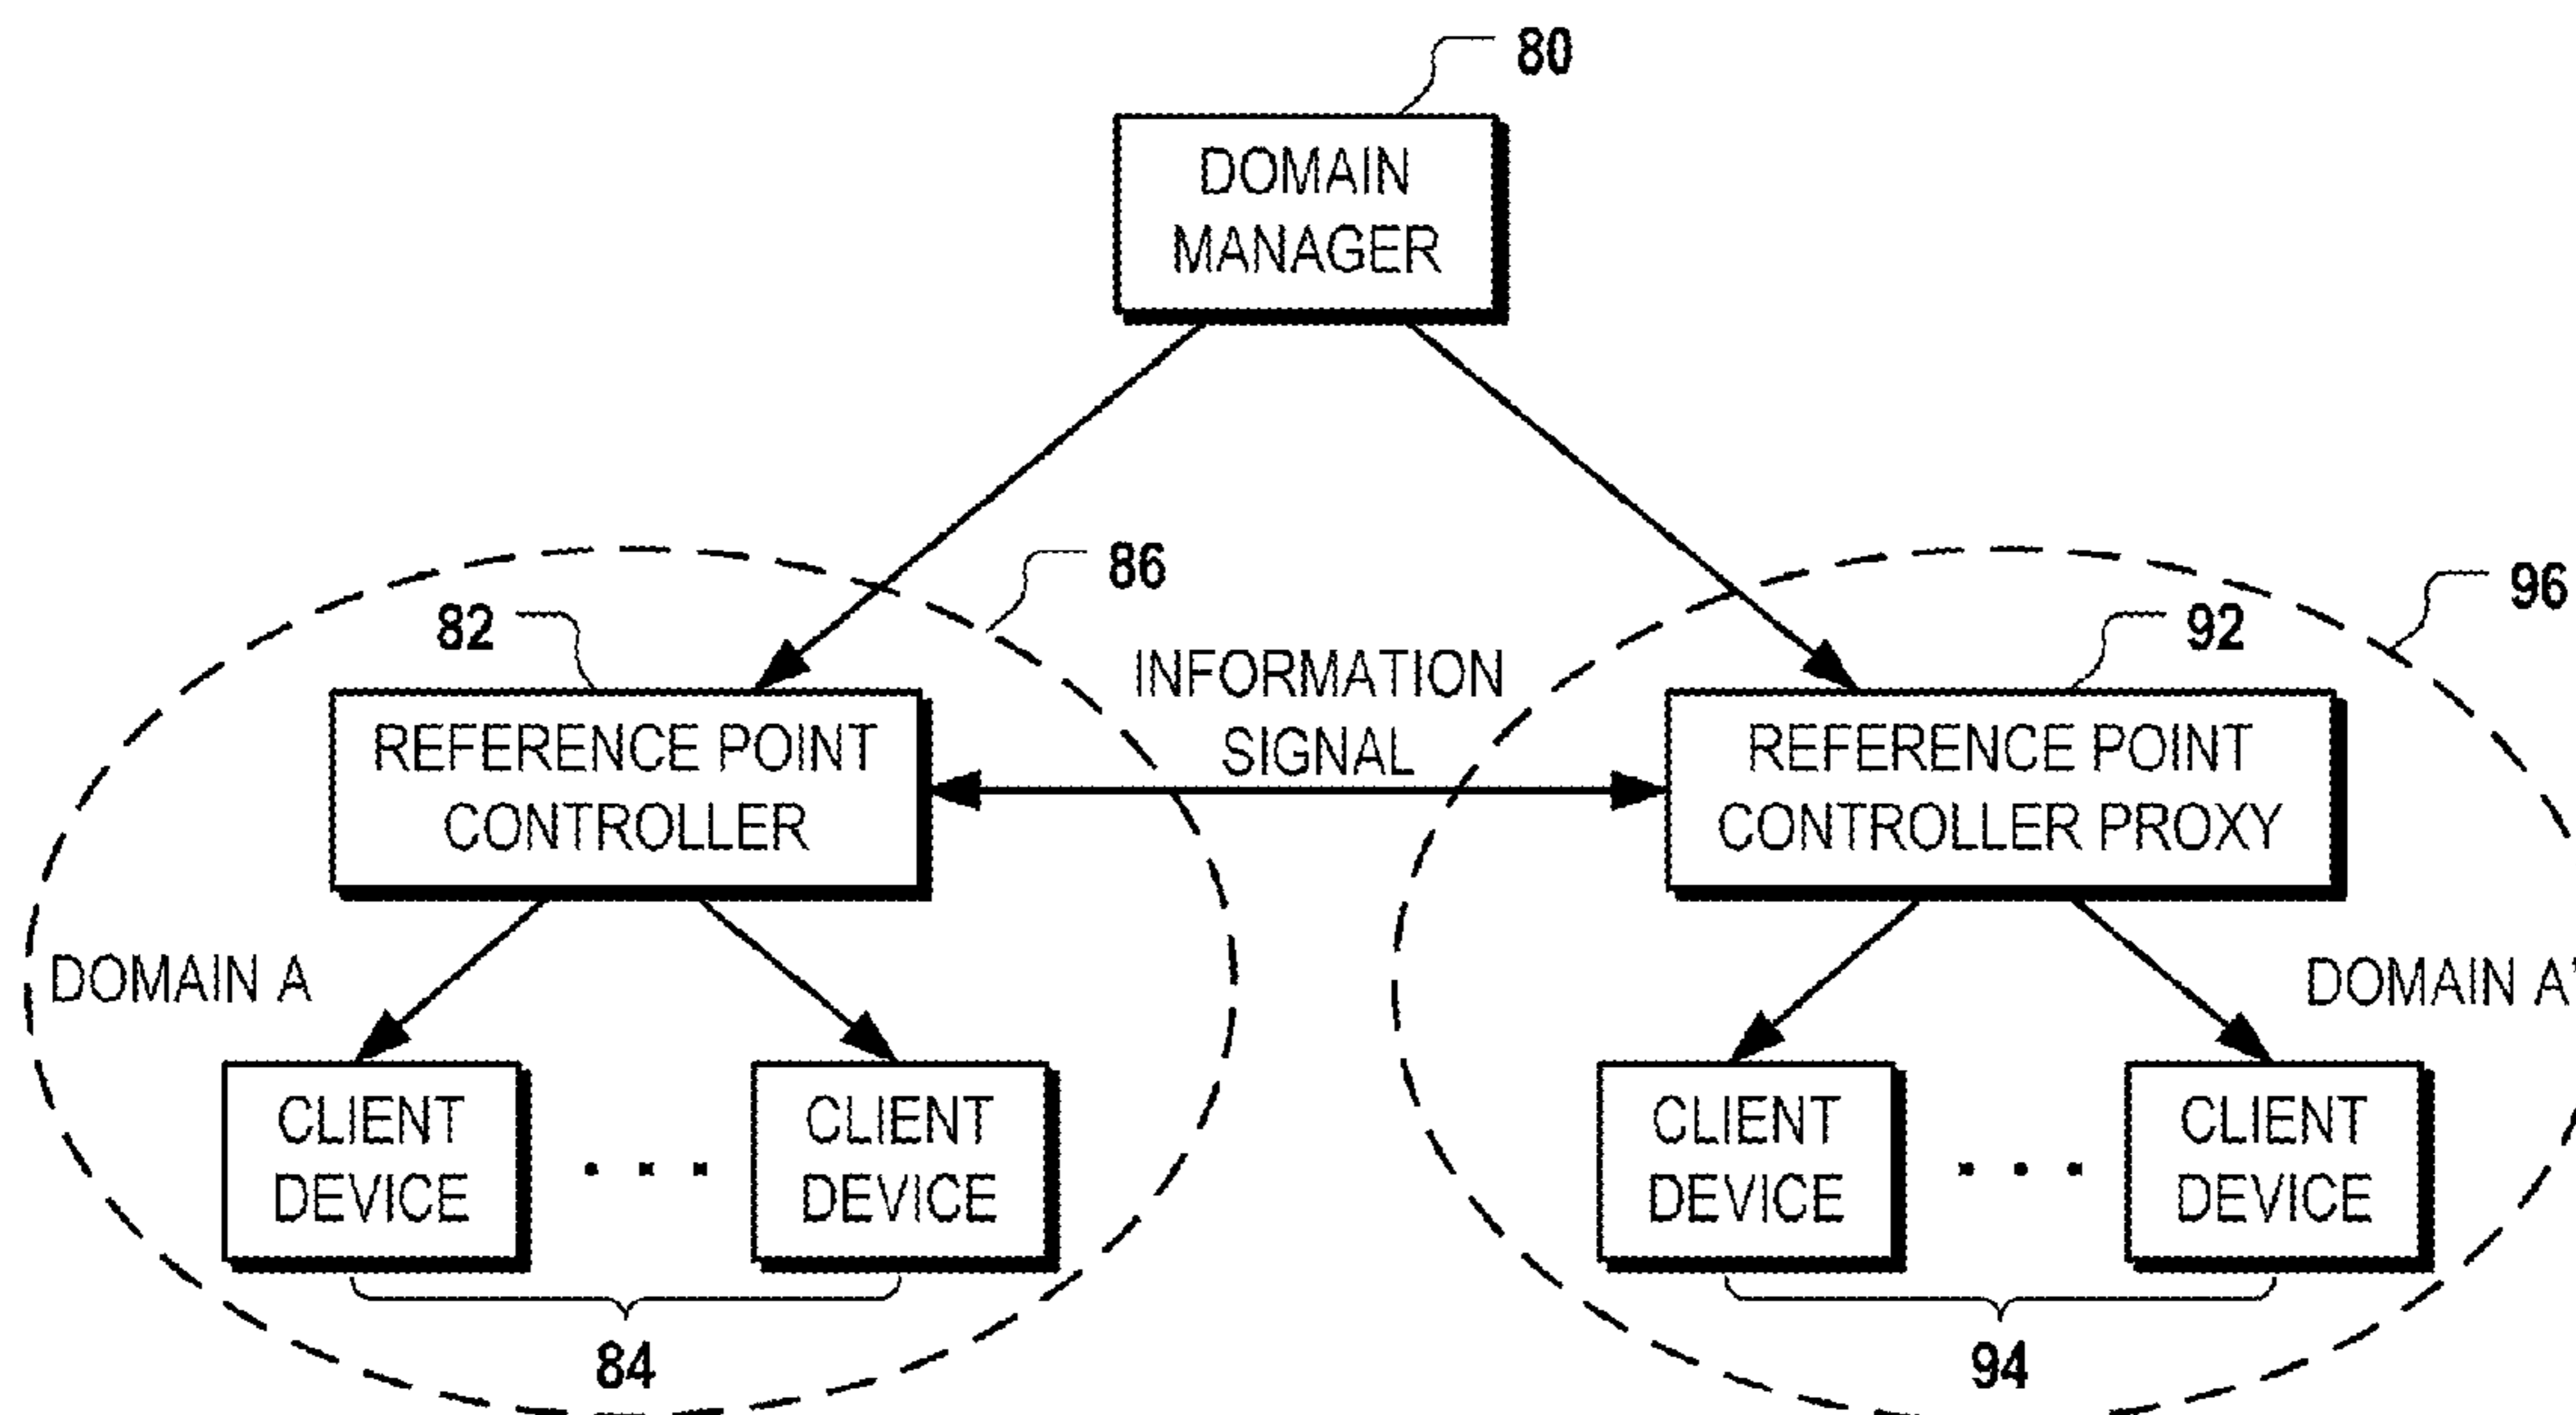 80
DOMAIN
MANAGER
86
96
82
92
INFORMATION
SIGNAL
REFERENCE POINT
CONTROLLER
REFERENCE POINT
CONTROLLER PROXY
DOMAIN A
DOMAIN A'
CLIENT
DEVICE
. . .
CLIENT
DEVICE
CLIENT
DEVICE
. . .
CLIENT
DEVICE
84
94